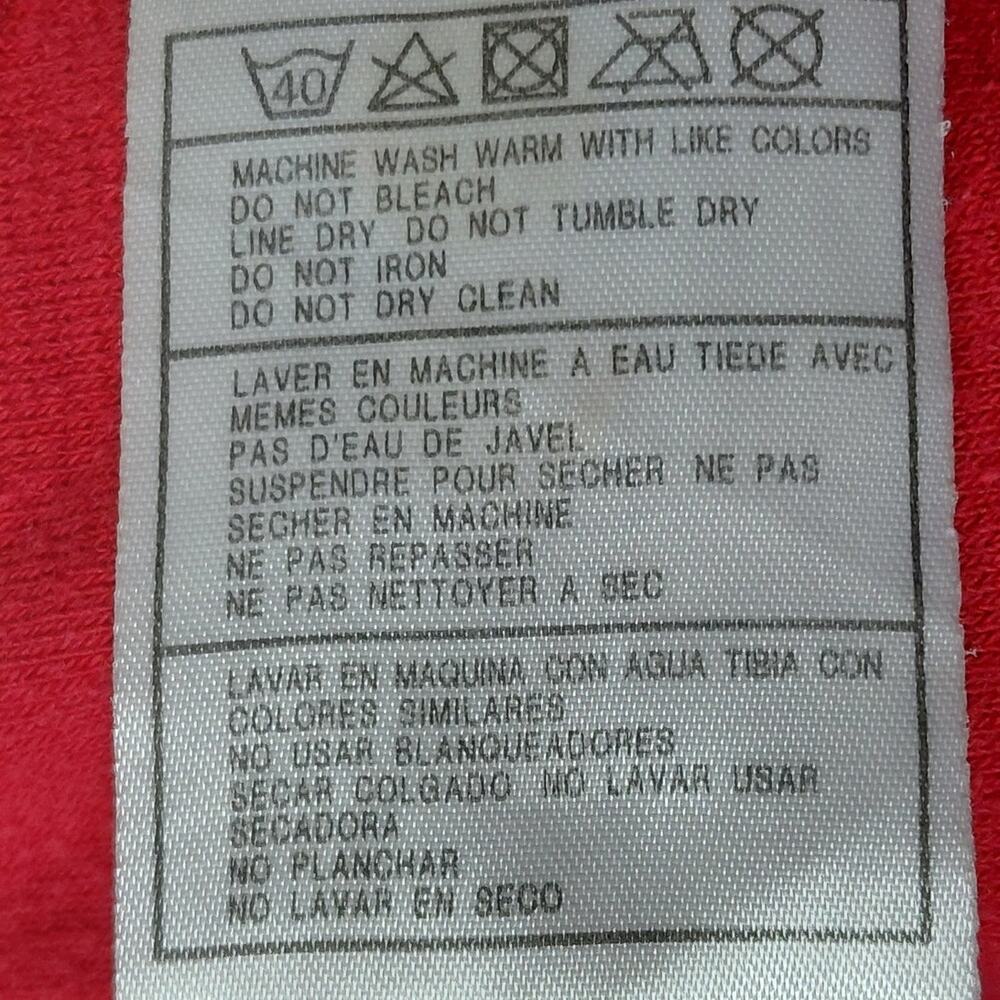 40
MACHINE WASH WARM WITH LIKE COLORS
DO NOT BLEACH
LINE DRY DO NOT TUMBLE DRY
DO NOT IRON
DO NOT DRY CLEAN
LAVER EN MACHINE A EAU TIEDE AVEC
MEMES COULEURS
PAS D'EAU DE JAVEL
SUSPENDRE POUR SECHER NE PAS
SECHER EN MACHINE
NE PAS REPASSER
NE PAS NETTOYER A SEC
LAVAR EN MAQUINA CON AGUA TIBIA CON
COLORES SIMILARES
NO USAR BLANQUEADORES
SECAR COLGADO NO LAVAR USAR
SECADORA
NO PLANCHAR
NO LAVAR EN SECO